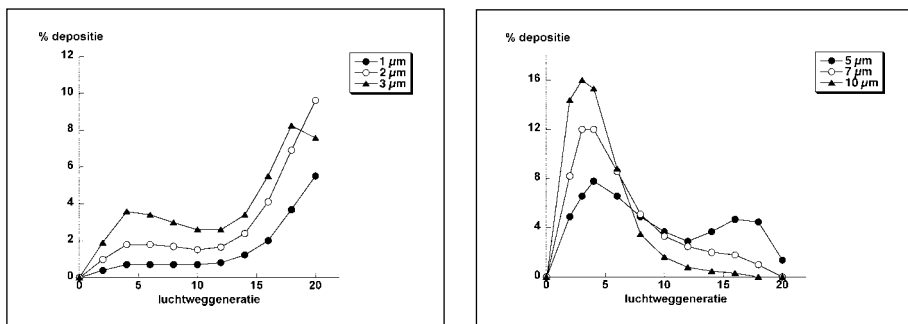 % depositie
12
10
8
6
4
2
0
0 5 10 15 20
luchtweggeneratie
1 µm
2 µm
3 µm
% depositie
16
12
8
4
0
0 5 10 15 20
luchtweggeneratie
5 µm
7 µm
10 µm